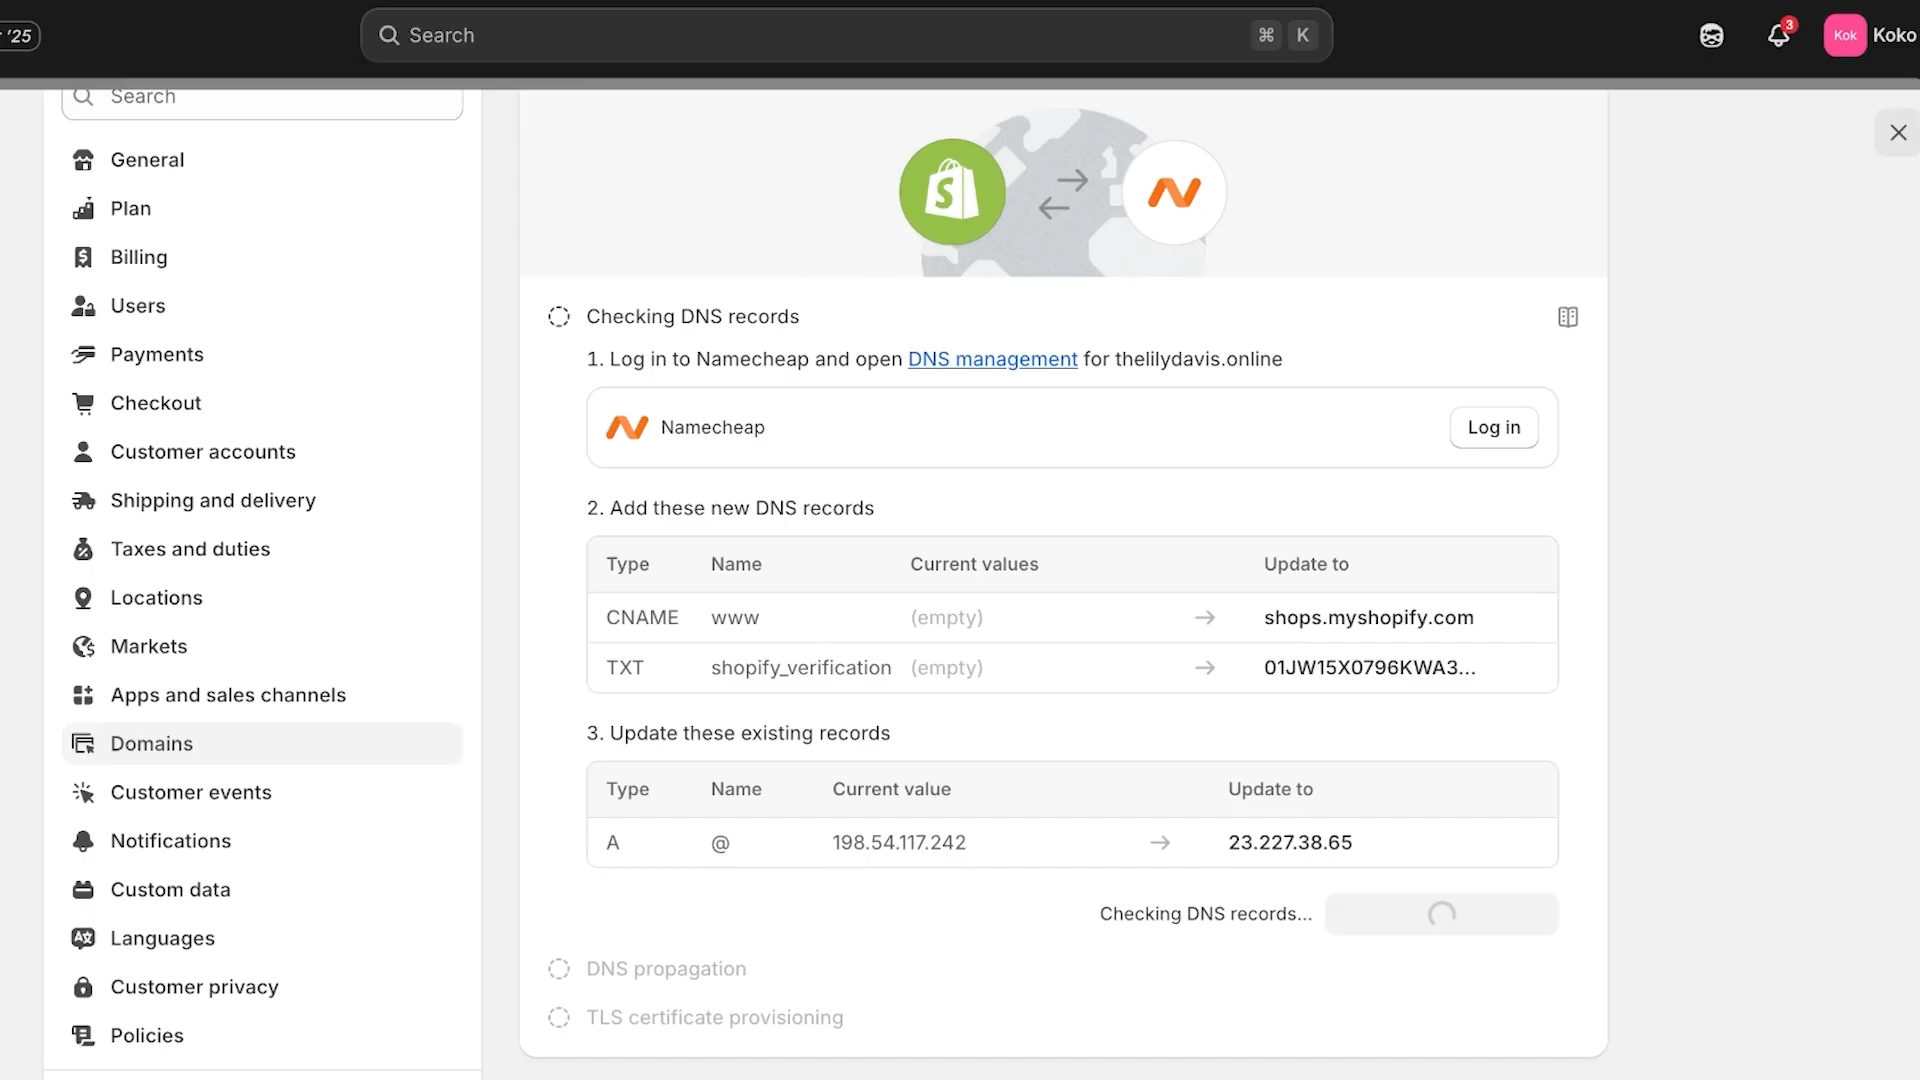 '25
Search
⌘ K
3
Kok
Koko
Search
General
Plan
Billing
Users
Payments
Checkout
Customer accounts
Shipping and delivery
Taxes and duties
Locations
Markets
Apps and sales channels
Domains
Customer events
Notifications
Custom data
Languages
Customer privacy
Policies
Checking DNS records
1. Log in to Namecheap and open DNS management for thelilydavis.online
Namecheap
Log in
2. Add these new DNS records
Type Name Current values Update to
CNAME www (empty) → shops.myshopify.com
TXT shopify_verification (empty) → 01JW15X0796KWA3...
3. Update these existing records
Type Name Current value Update to
A @ 198.54.117.242 → 23.227.38.65
Checking DNS records...
DNS propagation
TLS certificate provisioning